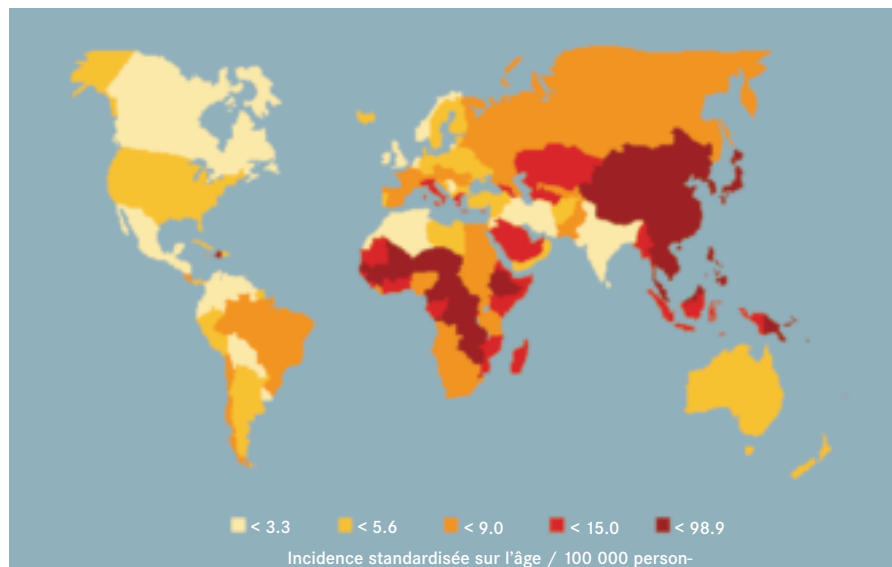 < 3.3 < 5.6 < 9.0 < 15.0 < 98.9
Incidence standardisée sur l'âge / 100 000 person-